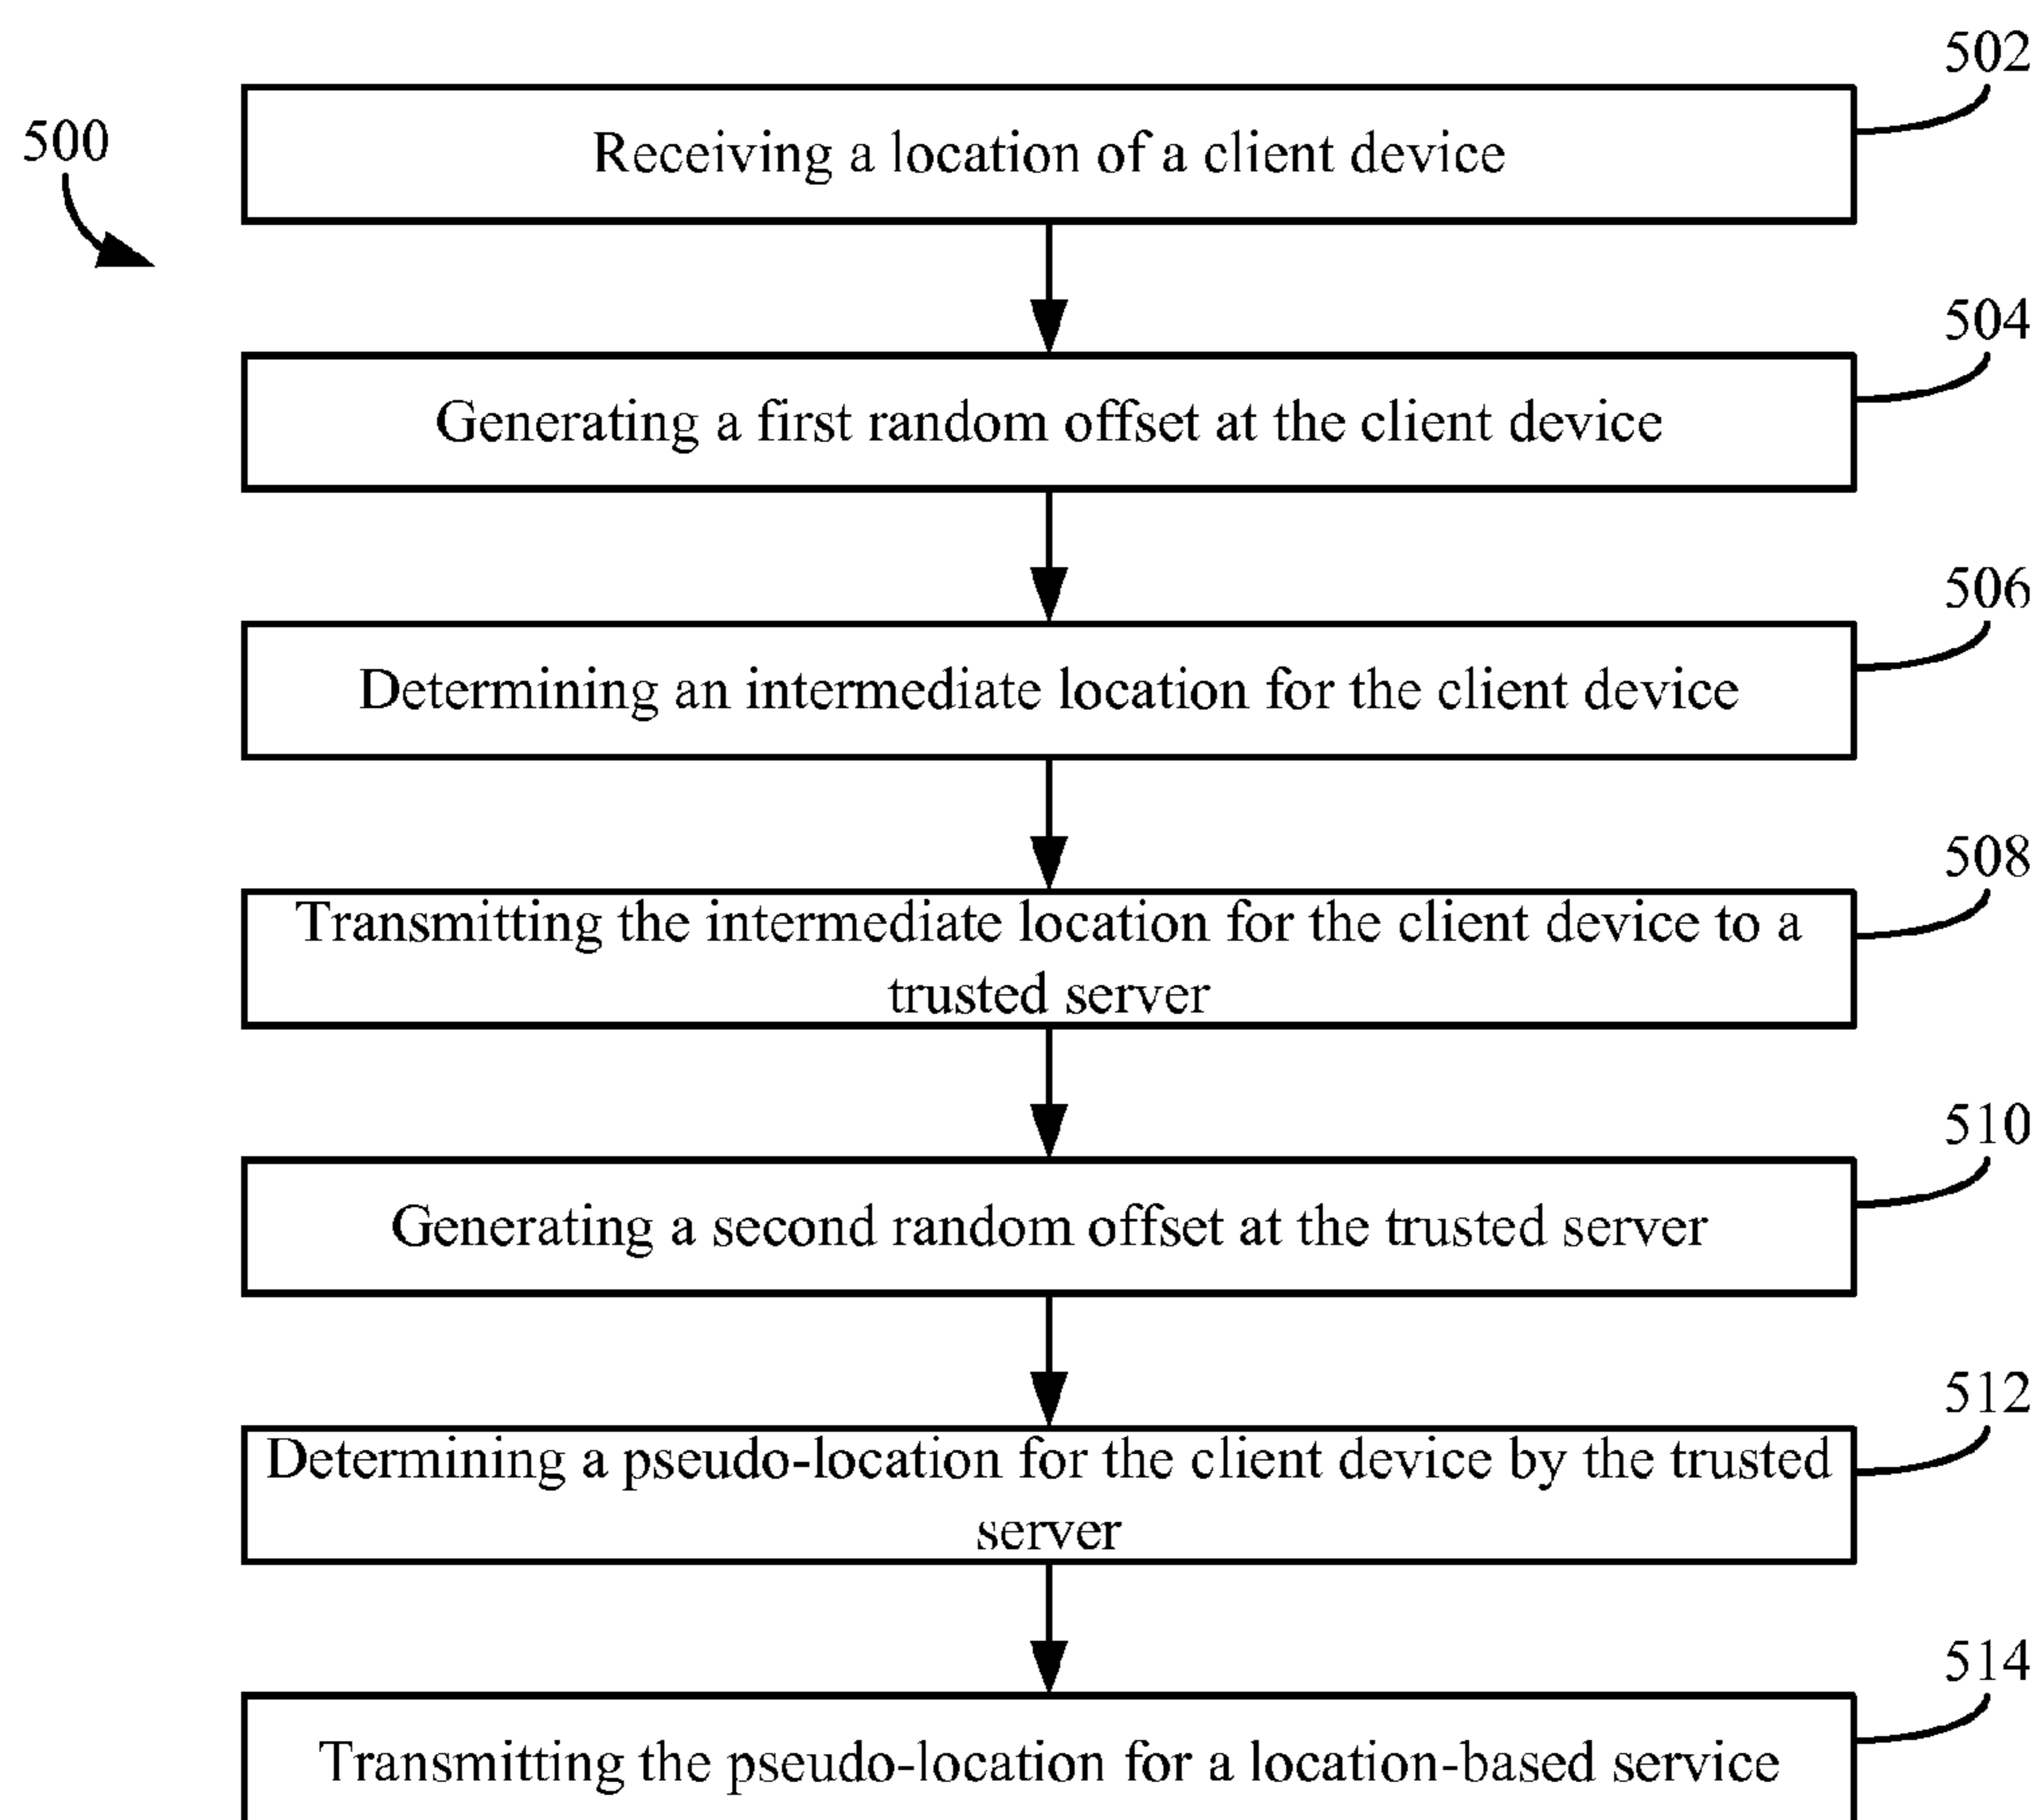 502
500
Receiving a location of a client device
504
Generating a first random offset at the client device
506
Determining an intermediate location for the client device
508
Transmitting the intermediate location for the client device to a
trusted server
510
Generating a second random offset at the trusted server
512
Determining a pseudo-location for the client device by the trusted
server
514
Transmitting the pseudo-location for a location-based service